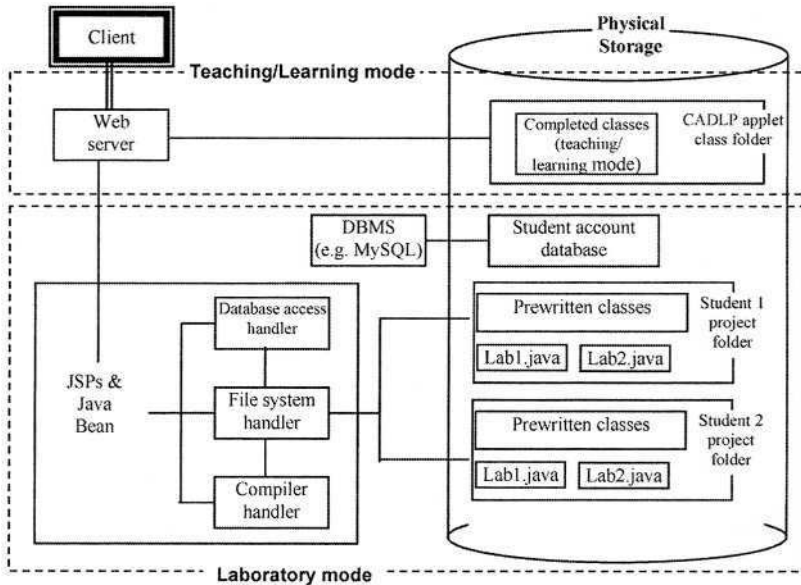 Client
Physical
Storage
Teaching/Learning mode
Web
server
Completed classes
(teaching/
learning mode)
CADLP applet
class folder
DBMS
(e.g. MySQL)
Student account
database
Database access
handler
JSPs &
Java
Bean
File system
handler
Compiler
handler
Prewritten classes
Lab1.java
Lab2.java
Student 1
project
folder
Prewritten classes
Lab1.java
Lab2.java
Student 2
project
folder
Laboratory mode